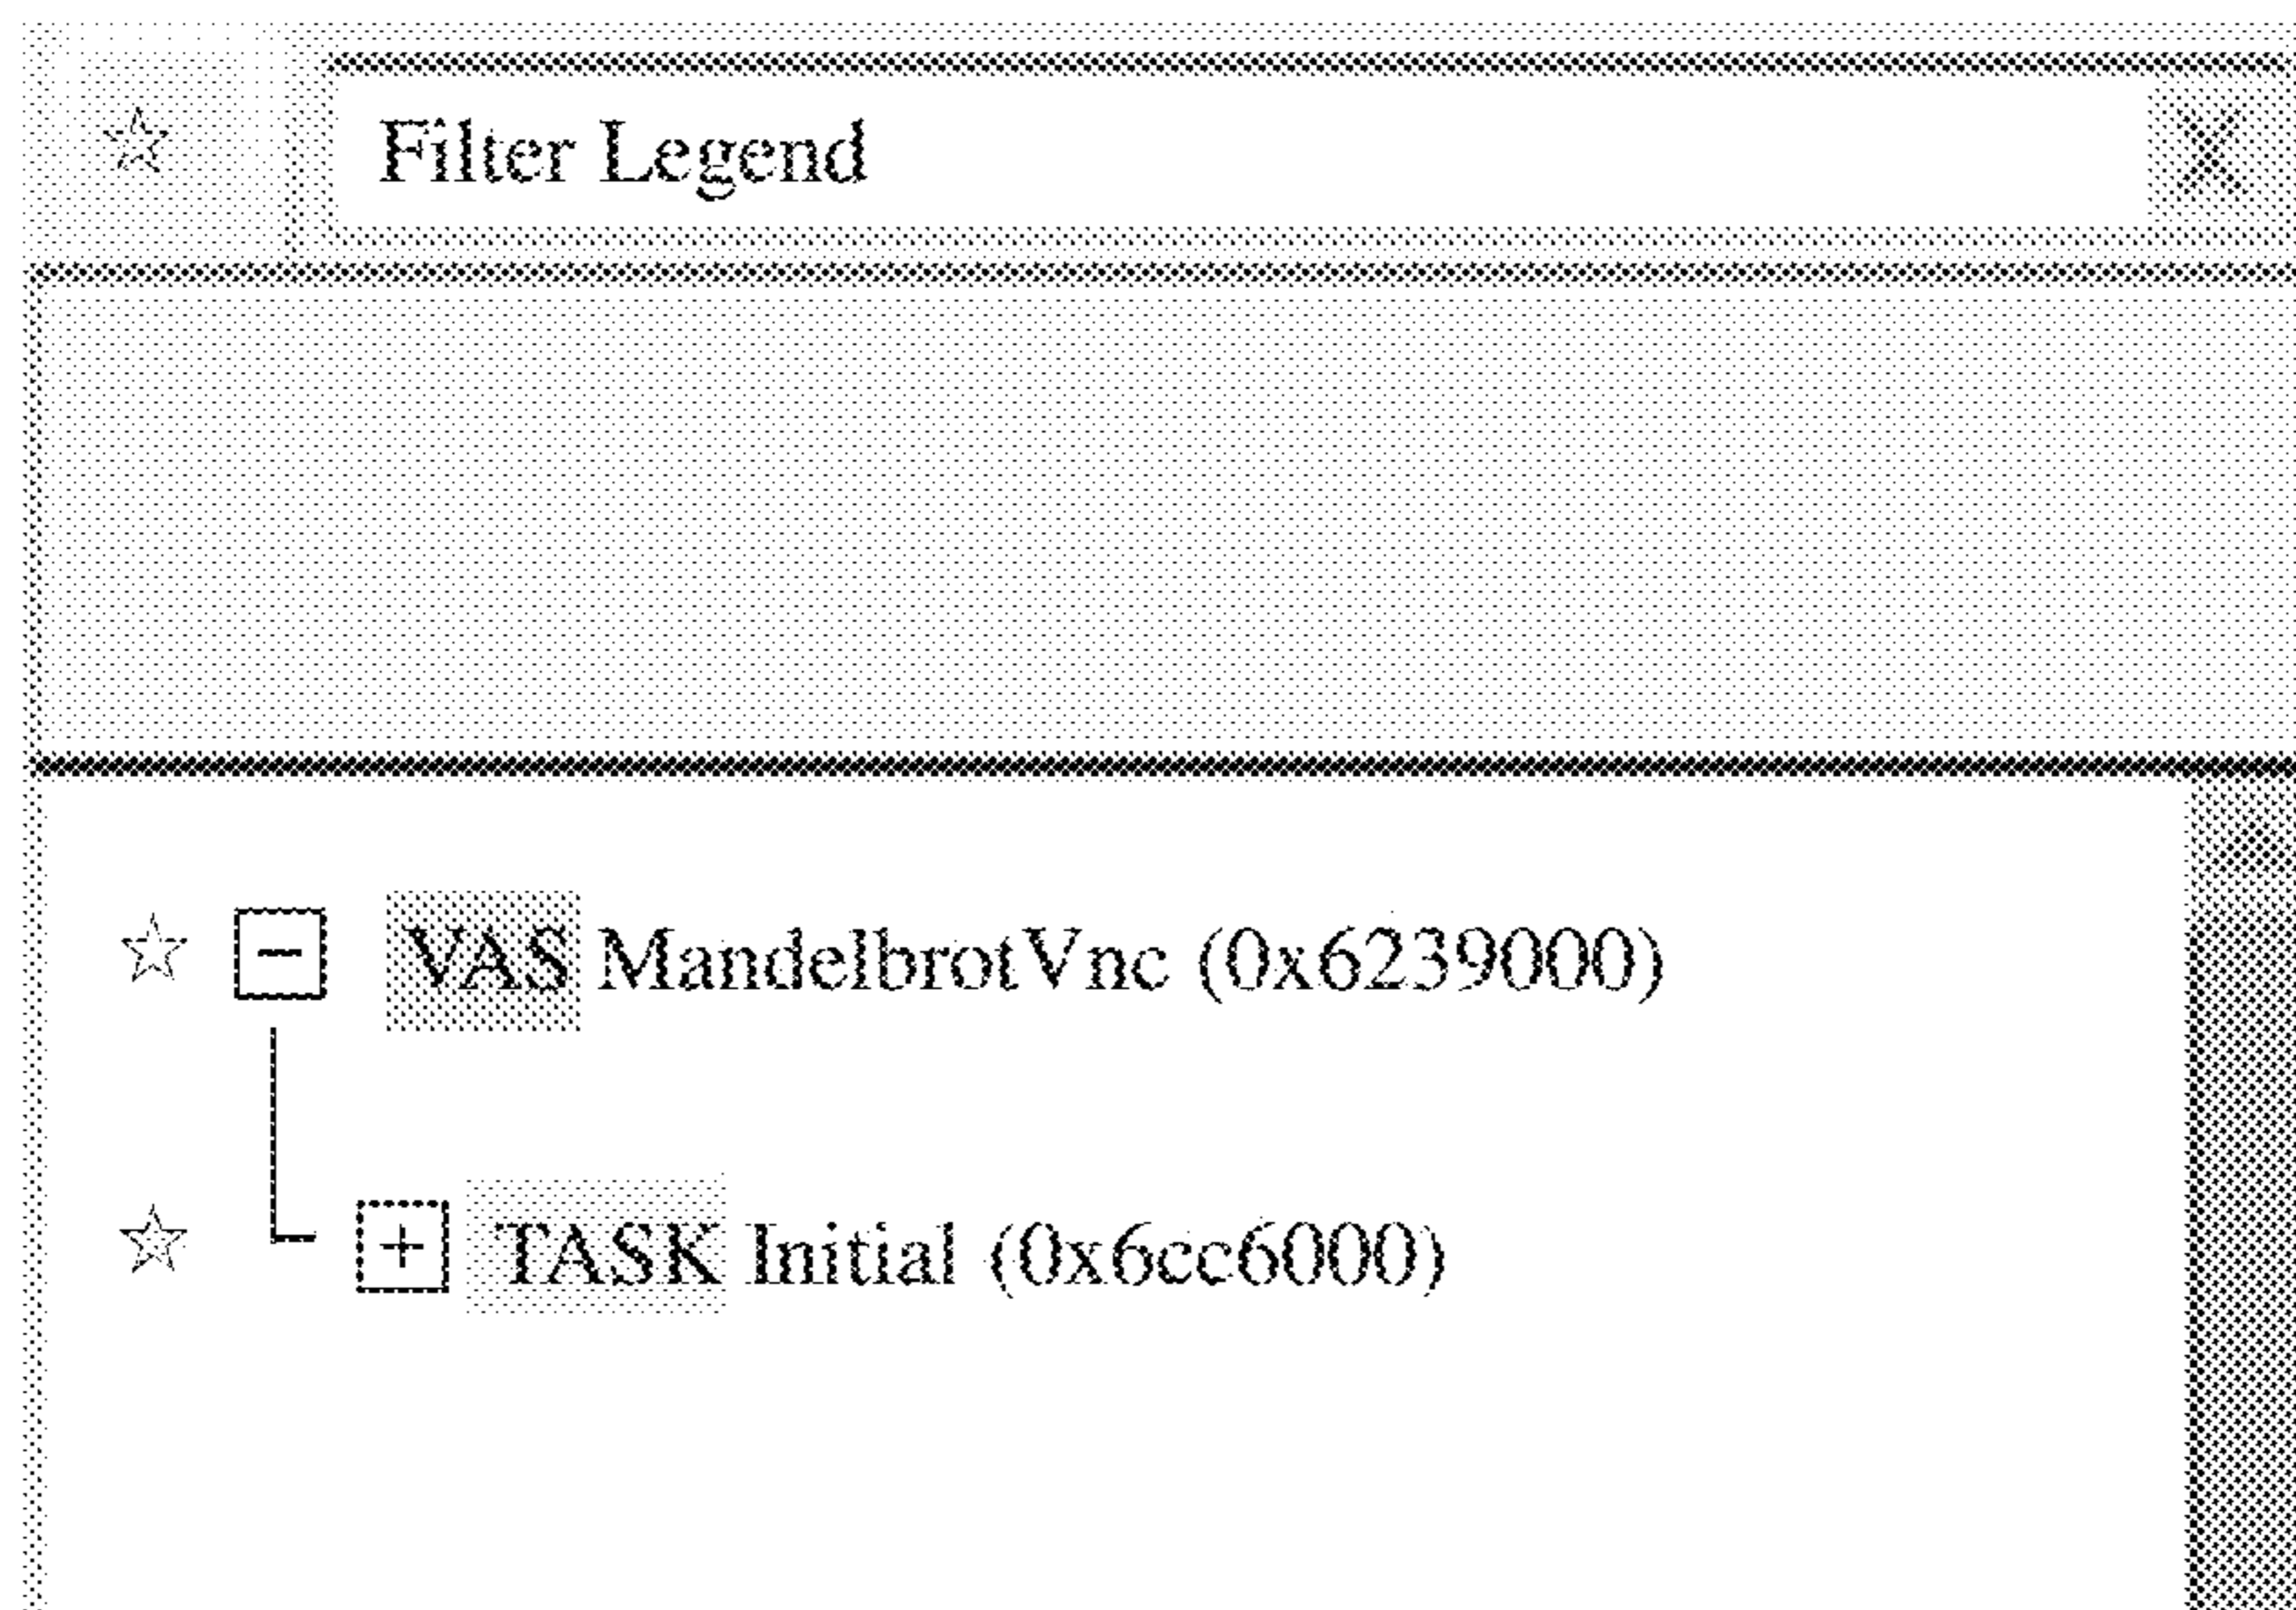 Filter Legend X
VAS MandelbrotVnc (0x6239000)
TASK Initial (0x6cc6000)